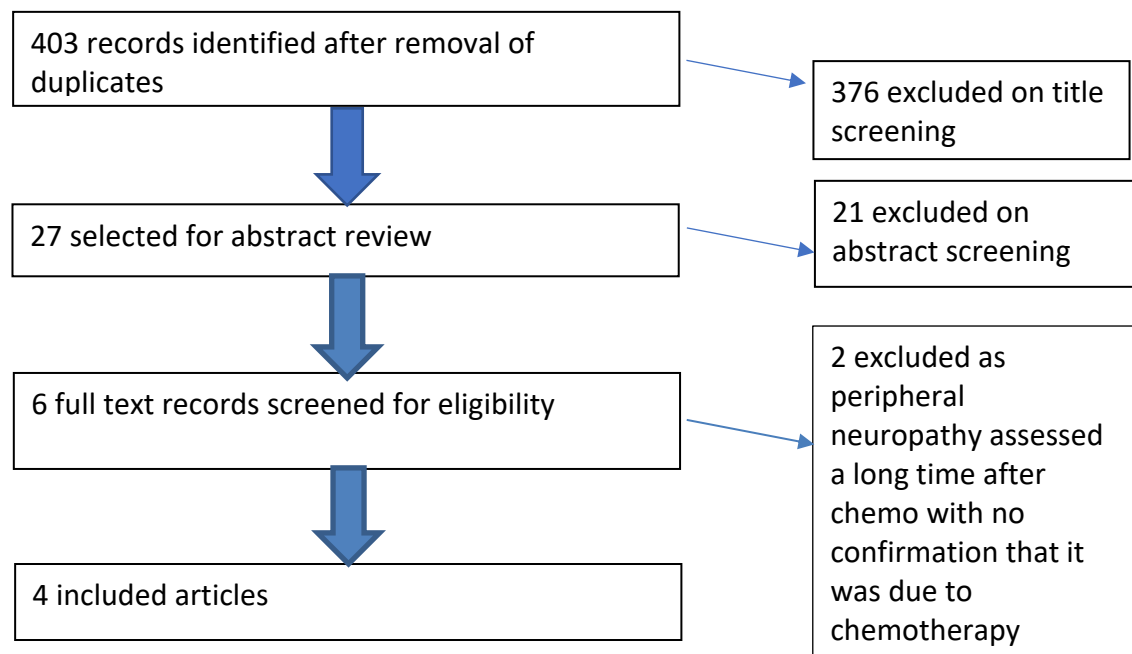 403 records identified after removal of
duplicates
376 excluded on title
screening
27 selected for abstract review
21 excluded on
abstract screening
6 full text records screened for eligibility
2 excluded as
peripheral
neuropathy assessed
a long time after
chemo with no
confirmation that it
was due to
chemotherapy
4 included articles